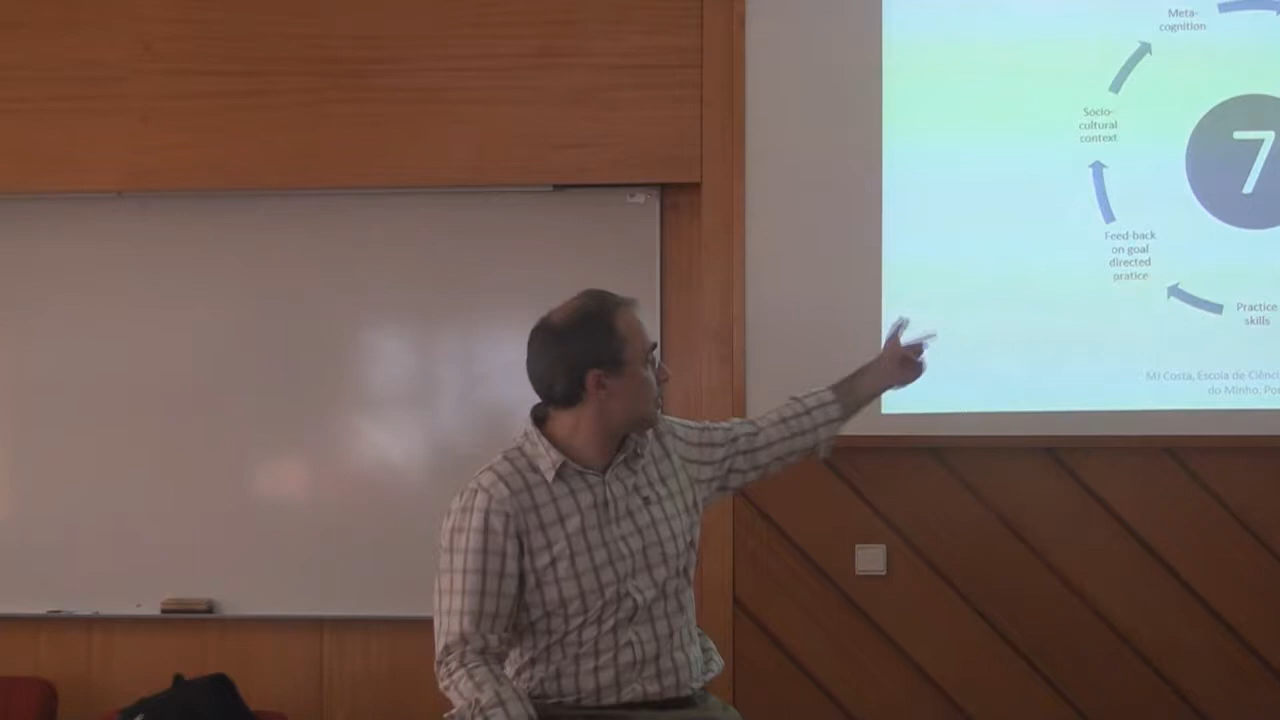 Meta-
cognition
Socio-
cultural
context
7
Feed-back
on goal
directed
pratice
Practice
skills
MJ Costa, Escola de Ciênci
do Minho, Por